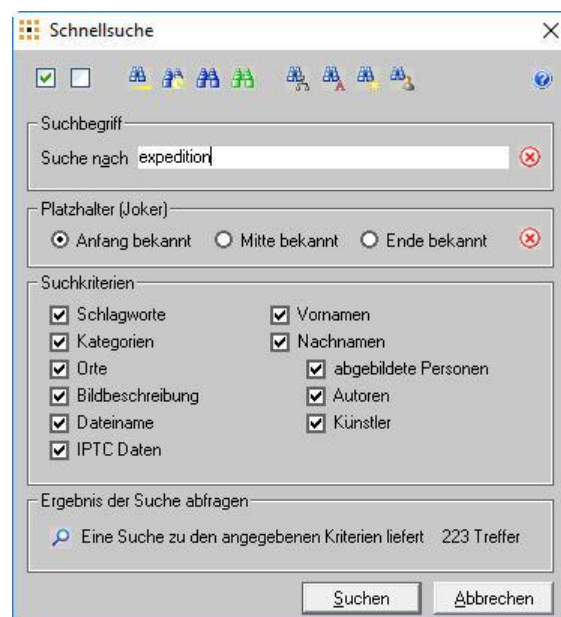 Schnellsuche
Suchbegriff
Suche nach expedition
Platzhalter (Joker)
Anfang bekannt Mitte bekannt Ende bekannt
Suchkriterien
Schlagworte Vornamen
Kategorien Nachnamen
Orte abgebildete Personen
Bildbeschreibung Autoren
Dateiname Künstler
IPTC Daten
Ergebnis der Suche abfragen
Eine Suche zu den angegebenen Kriterien liefert 223 Treffer
Suchen Abbrechen